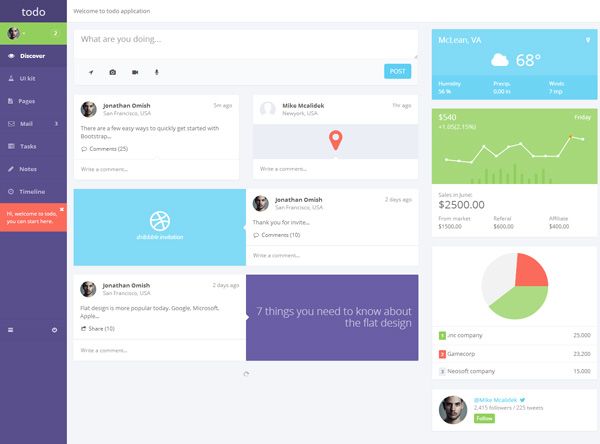 todo
2
Discover
UI kit
Pages
Mail 3
Tasks
Notes
Timeline
Hi, welcome to todo,
you can start here.
Welcome to todo application
What are you doing...
POST
Jonathan Omish 5m ago
San Francisco, USA
There are a few easy ways to quickly get started with
Bootstrap...
Comments (25)
Write a comment...
Mike Mcalidek 1hr ago
Newyork, USA
Write a comment...
dribbble invitation
Jonathan Omish 2 days ago
San Francisco, USA
Thank you for invite...
Comments (10)
Write a comment...
Jonathan Omish 2 days ago
San Francisco, USA
Flat design is more popular today. Google, Microsoft,
Apple...
Share (10)
Write a comment...
7 things you need to know about
the flat design
McLean, VA
68°
Humidity Precip. Winds
56 % 0.00 in 7 mp
$540 Friday
+1.05(2.15%)
Sales in June:
$2500.00
From market Referal Affiliate
$1500.00 $600.00 $400.00
1 .inc company 25.000
2 Gamecorp 23,200
3 Neosoft company 15.000
@Mike Mcalidek
2,415 followers / 225 tweets
Follow